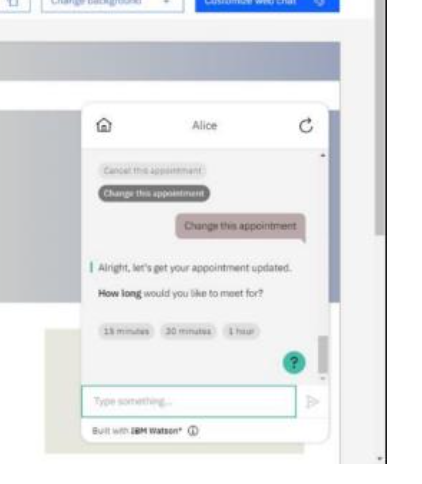 Change background
Customize web chat
Alice
Cancel this appointment
Change this appointment
Change this appointment
Alright, let's get your appointment updated.
How long would you like to meet for?
15 minutes 30 minutes 1 hour
?
Type something...
Built with IBM Watson®